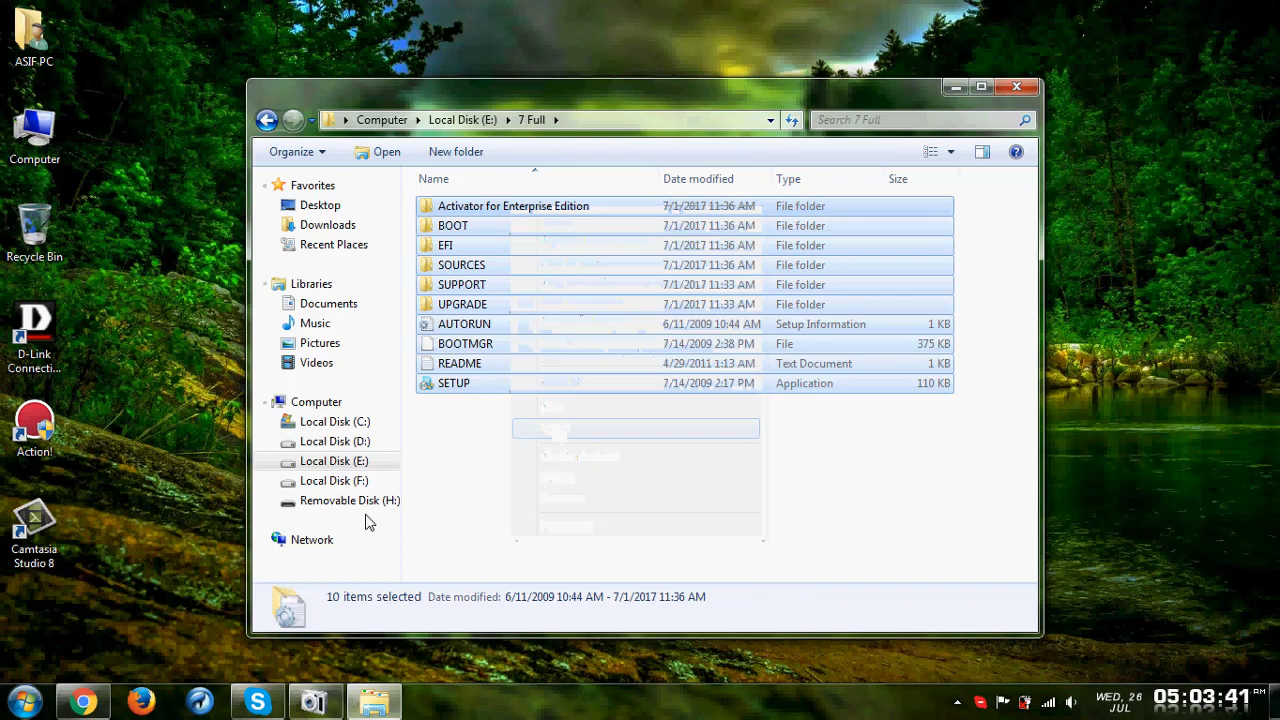 ASIF-PC
Computer
Recycle Bin
D-Link
Connecti...
Action!
Camtasia
Studio 8
Computer
Local Disk (E:)
7 Full
Search 7 Full
Organize
Open
New folder
Favorites
Desktop
Downloads
Recent Places
Libraries
Documents
Music
Pictures
Videos
Computer
Local Disk (C:)
Local Disk (D:)
Local Disk (E:)
Local Disk (F:)
Removable Disk (H:)
Network
Name Date modified Type Size
Activator for Enterprise Edition 7/1/2017 11:36 AM File folder
BOOT 7/1/2017 11:36 AM File folder
EFI 7/1/2017 11:36 AM File folder
SOURCES 7/1/2017 11:36 AM File folder
SUPPORT 7/1/2017 11:33 AM File folder
UPGRADE 7/1/2017 11:33 AM File folder
AUTORUN 6/11/2009 10:44 AM Setup Information 1 KB
BOOTMGR 7/14/2009 2:38 PM File 375 KB
README 4/29/2011 1:13 AM Text Document 1 KB
SETUP 7/14/2009 2:17 PM Application 110 KB
10 items selected Date modified: 6/11/2009 10:44 AM - 7/1/2017 11:36 AM
WED, 26
JUL
05:03:41 AM